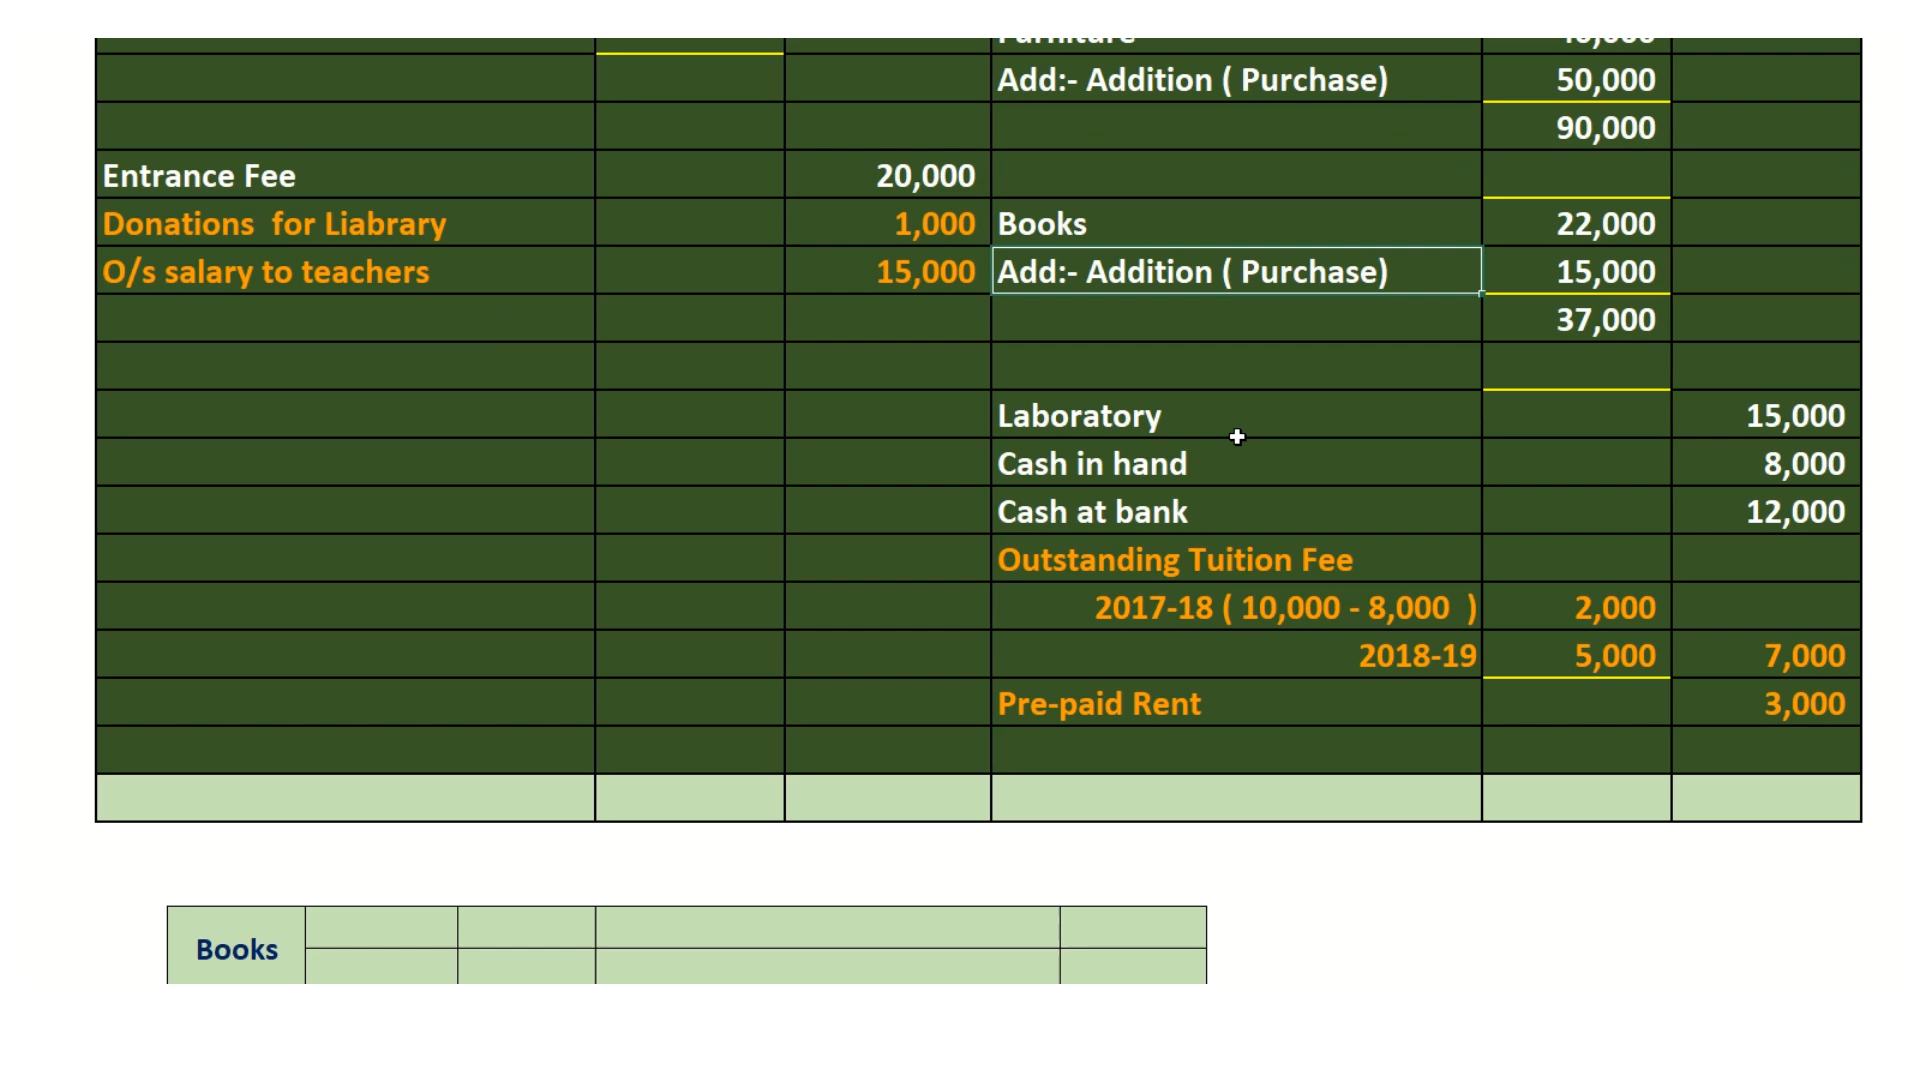 Furniture
Add:- Addition ( Purchase) 50,000
90,000
Entrance Fee 20,000
Donations for Liabrary 1,000 Books 22,000
O/s salary to teachers 15,000 Add:- Addition ( Purchase) 15,000
37,000
Laboratory 15,000
Cash in hand 8,000
Cash at bank 12,000
Outstanding Tuition Fee
2017-18 ( 10,000 - 8,000 ) 2,000
2018-19 5,000 7,000
Pre-paid Rent 3,000
Books